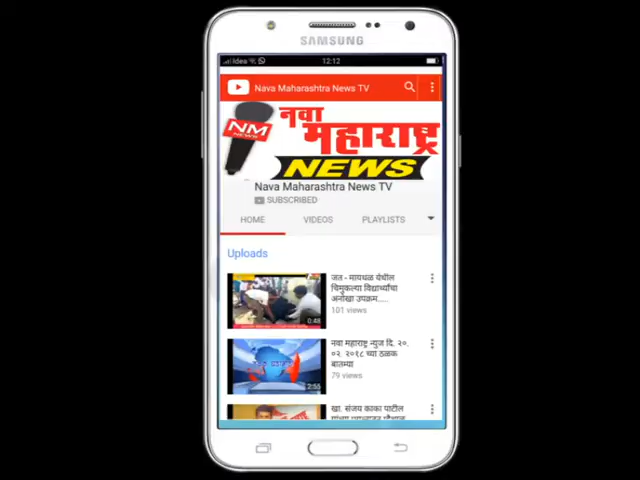 SAMSUNG
Idea
12:12
Nava Maharashtra News TV
NM
NEWS
नवा
महाराष्ट्र
NEWS
Nava Maharashtra News TV
SUBSCRIBED
HOME VIDEOS PLAYLISTS
Uploads
जत - मायथळ येथील
चिमुकल्या विद्यार्थ्यांचा
अनोखा उपक्रम.....
101 views
0:48
नवा महाराष्ट्र न्युज दि. २०.
०२. २०१८ च्या ठळक
बातम्या
79 views
2:55
खा. संजय काका पाटील